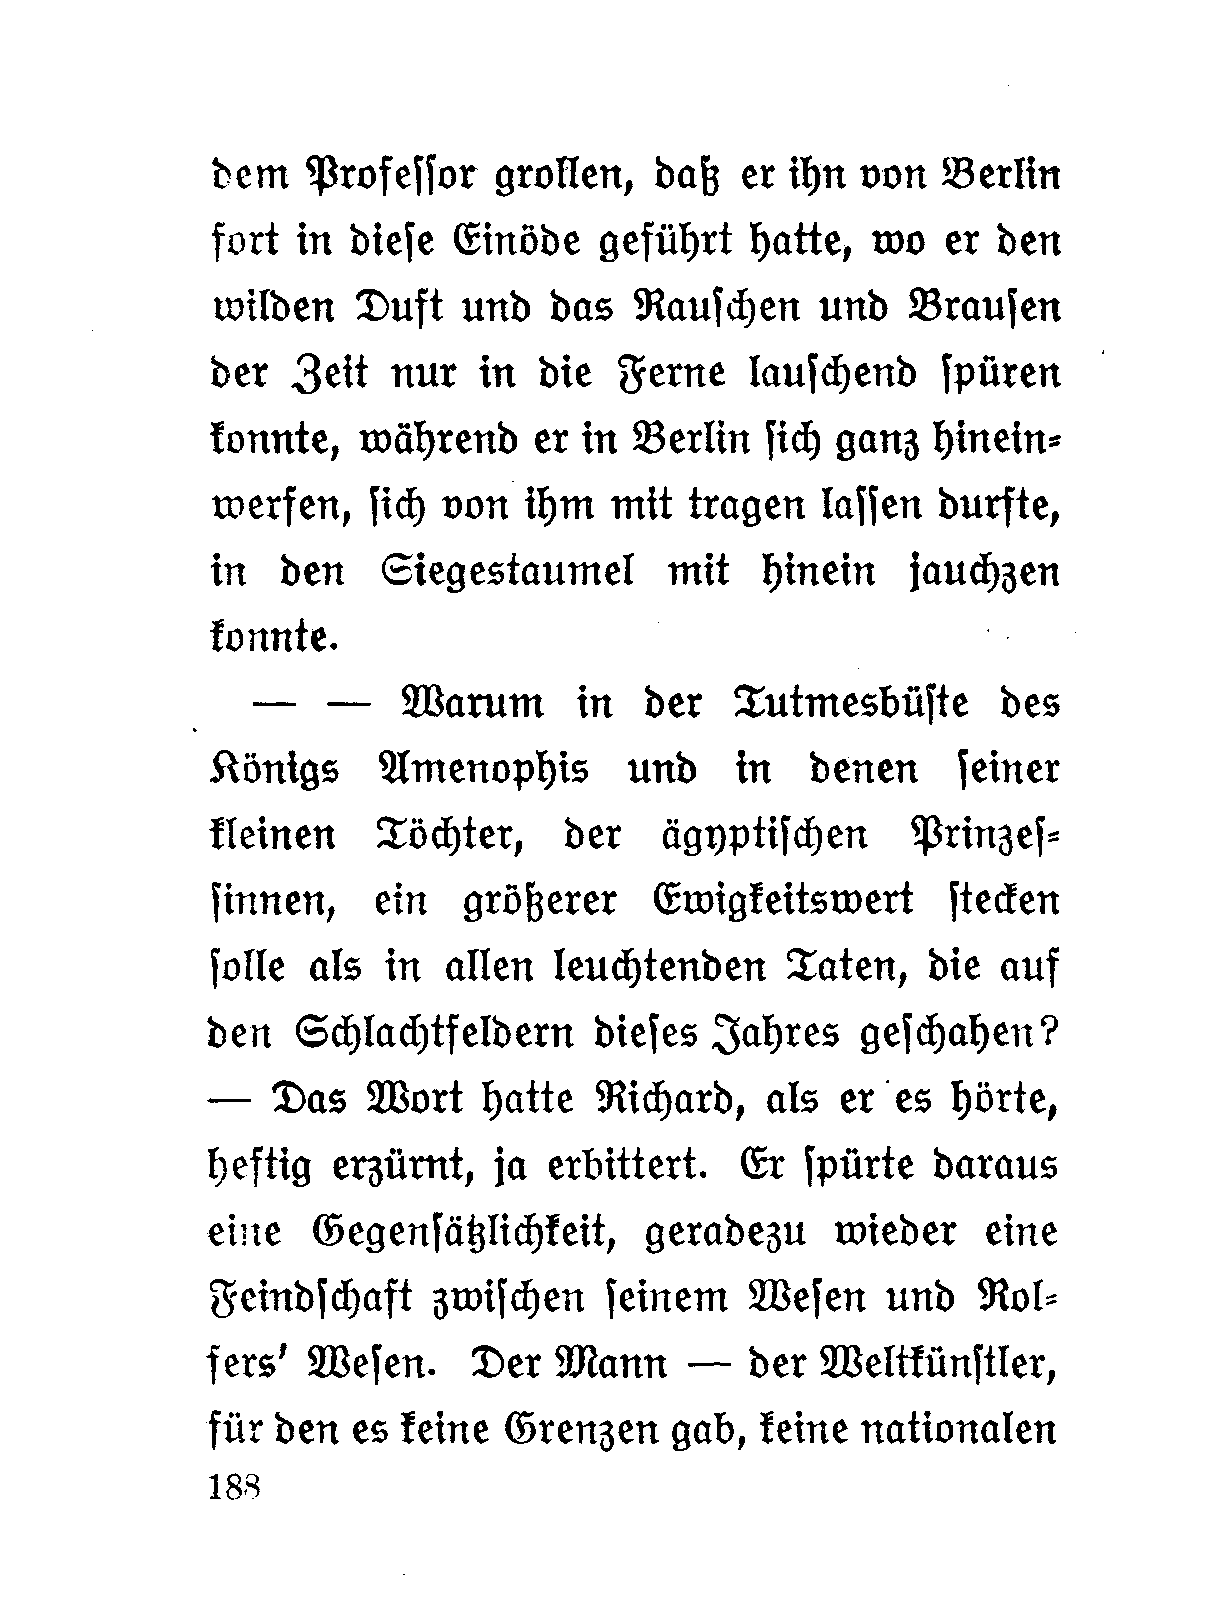 dem Profeſſor grollen, daß er ihn von Berlin
fort in dieſe Einöde geführt hatte, wo er den
wilden Duft und das Rauſchen und Brauſen
der Zeit nur in die Ferne lauſchend ſpüren
konnte, während er in Berlin ſich ganz hinein⸗
werfen, ſich von ihm mit tragen laſſen durfte,
in den Siegestaumel mit hinein jauchzen
konnte.
— — Warum in der Tutmesbüſte des
Königs Amenophis und in denen ſeiner
kleinen Töchter, der ägyptiſchen Prinzeſ⸗
ſinnen, ein größerer Ewigkeitswert ſtecken
ſolle als in allen leuchtenden Taten, die auf
den Schlachtfeldern dieſes Jahres geſchahen?
— Das Wort hatte Richard, als er es hörte,
heftig erzürnt, ja erbittert. Er ſpürte daraus
eine Gegenſätzlichkeit, geradezu wieder eine
Feindſchaft zwiſchen ſeinem Weſen und Rol⸗
fers' Weſen. Der Mann — der Weltkünſtler,
für den es keine Grenzen gab, keine nationalen
188